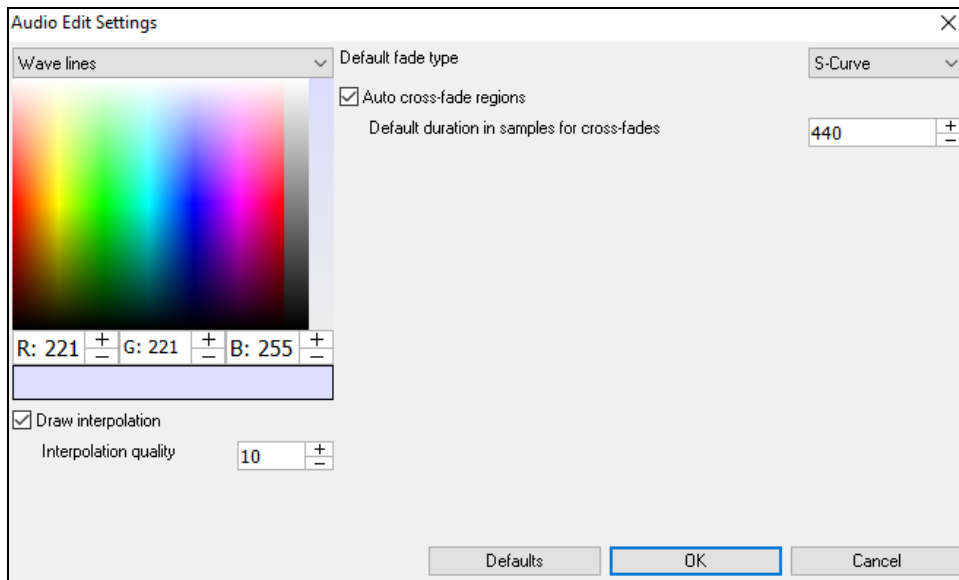 Audio Edit Settings
Wave lines
R: 221 + − G: 221 + − B: 255 + −
Draw interpolation
Interpolation quality 10 + −
Default fade type S-Curve
Auto cross-fade regions
Default duration in samples for cross-fades 440 + −
Defaults OK Cancel